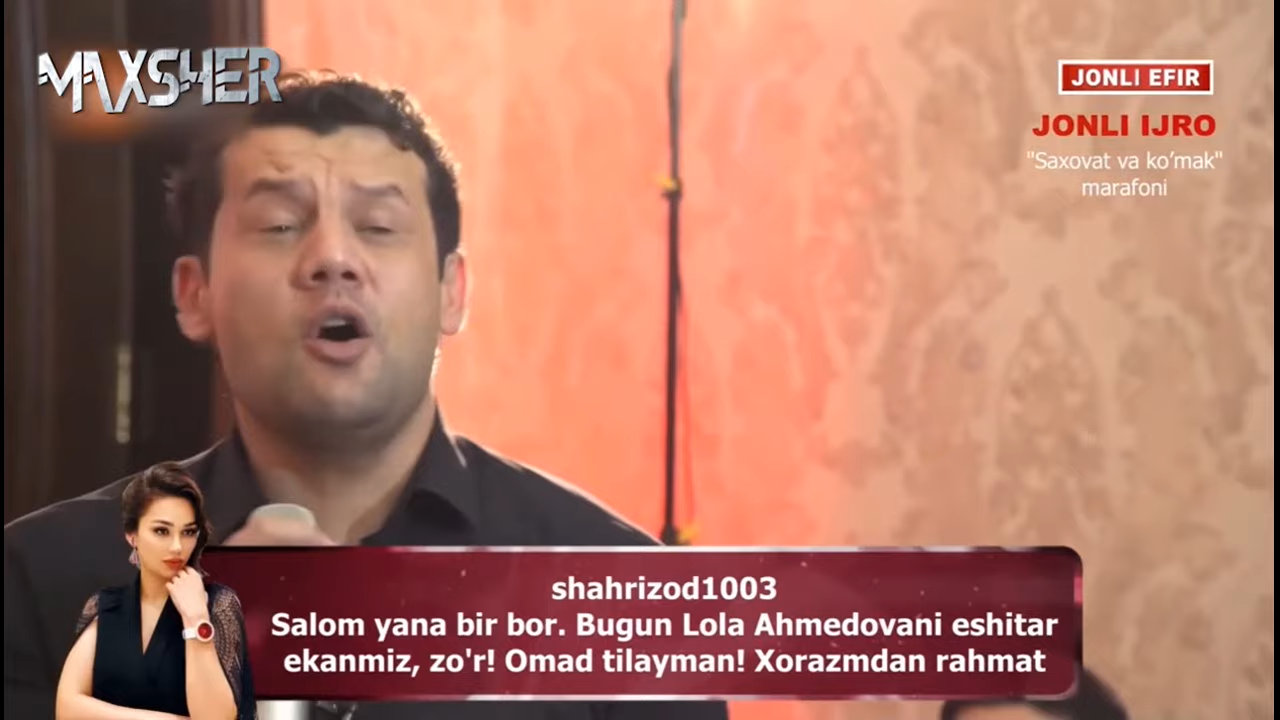 MAXSHER
JONLI EFIR
JONLI IJRO
"Saxovat va ko’mak"
marafoni
shahrizod1003
Salom yana bir bor. Bugun Lola Ahmedovani eshitar
ekanmiz, zo'r! Omad tilayman! Xorazmdan rahmat